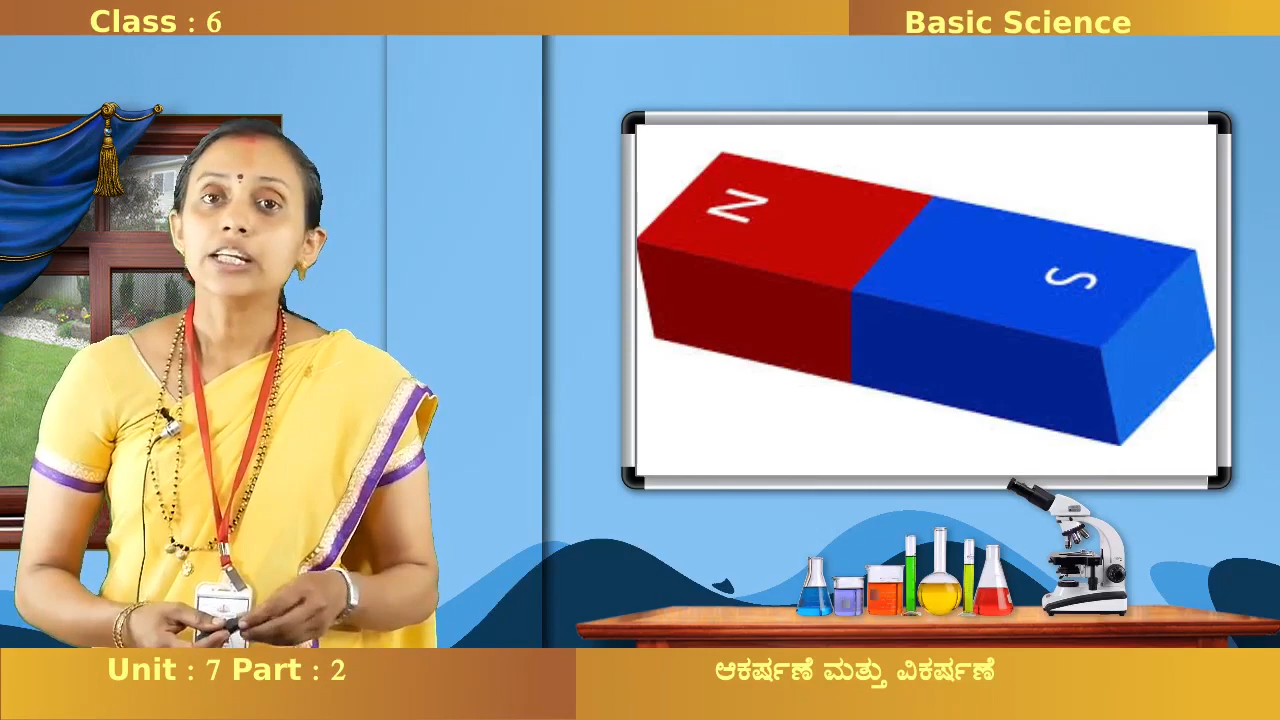 Class : 6
Basic Science
N
S
Unit : 7 Part : 2
ಆಕರ್ಷಣೆ ಮತ್ತು ವಿಕರ್ಷಣೆ